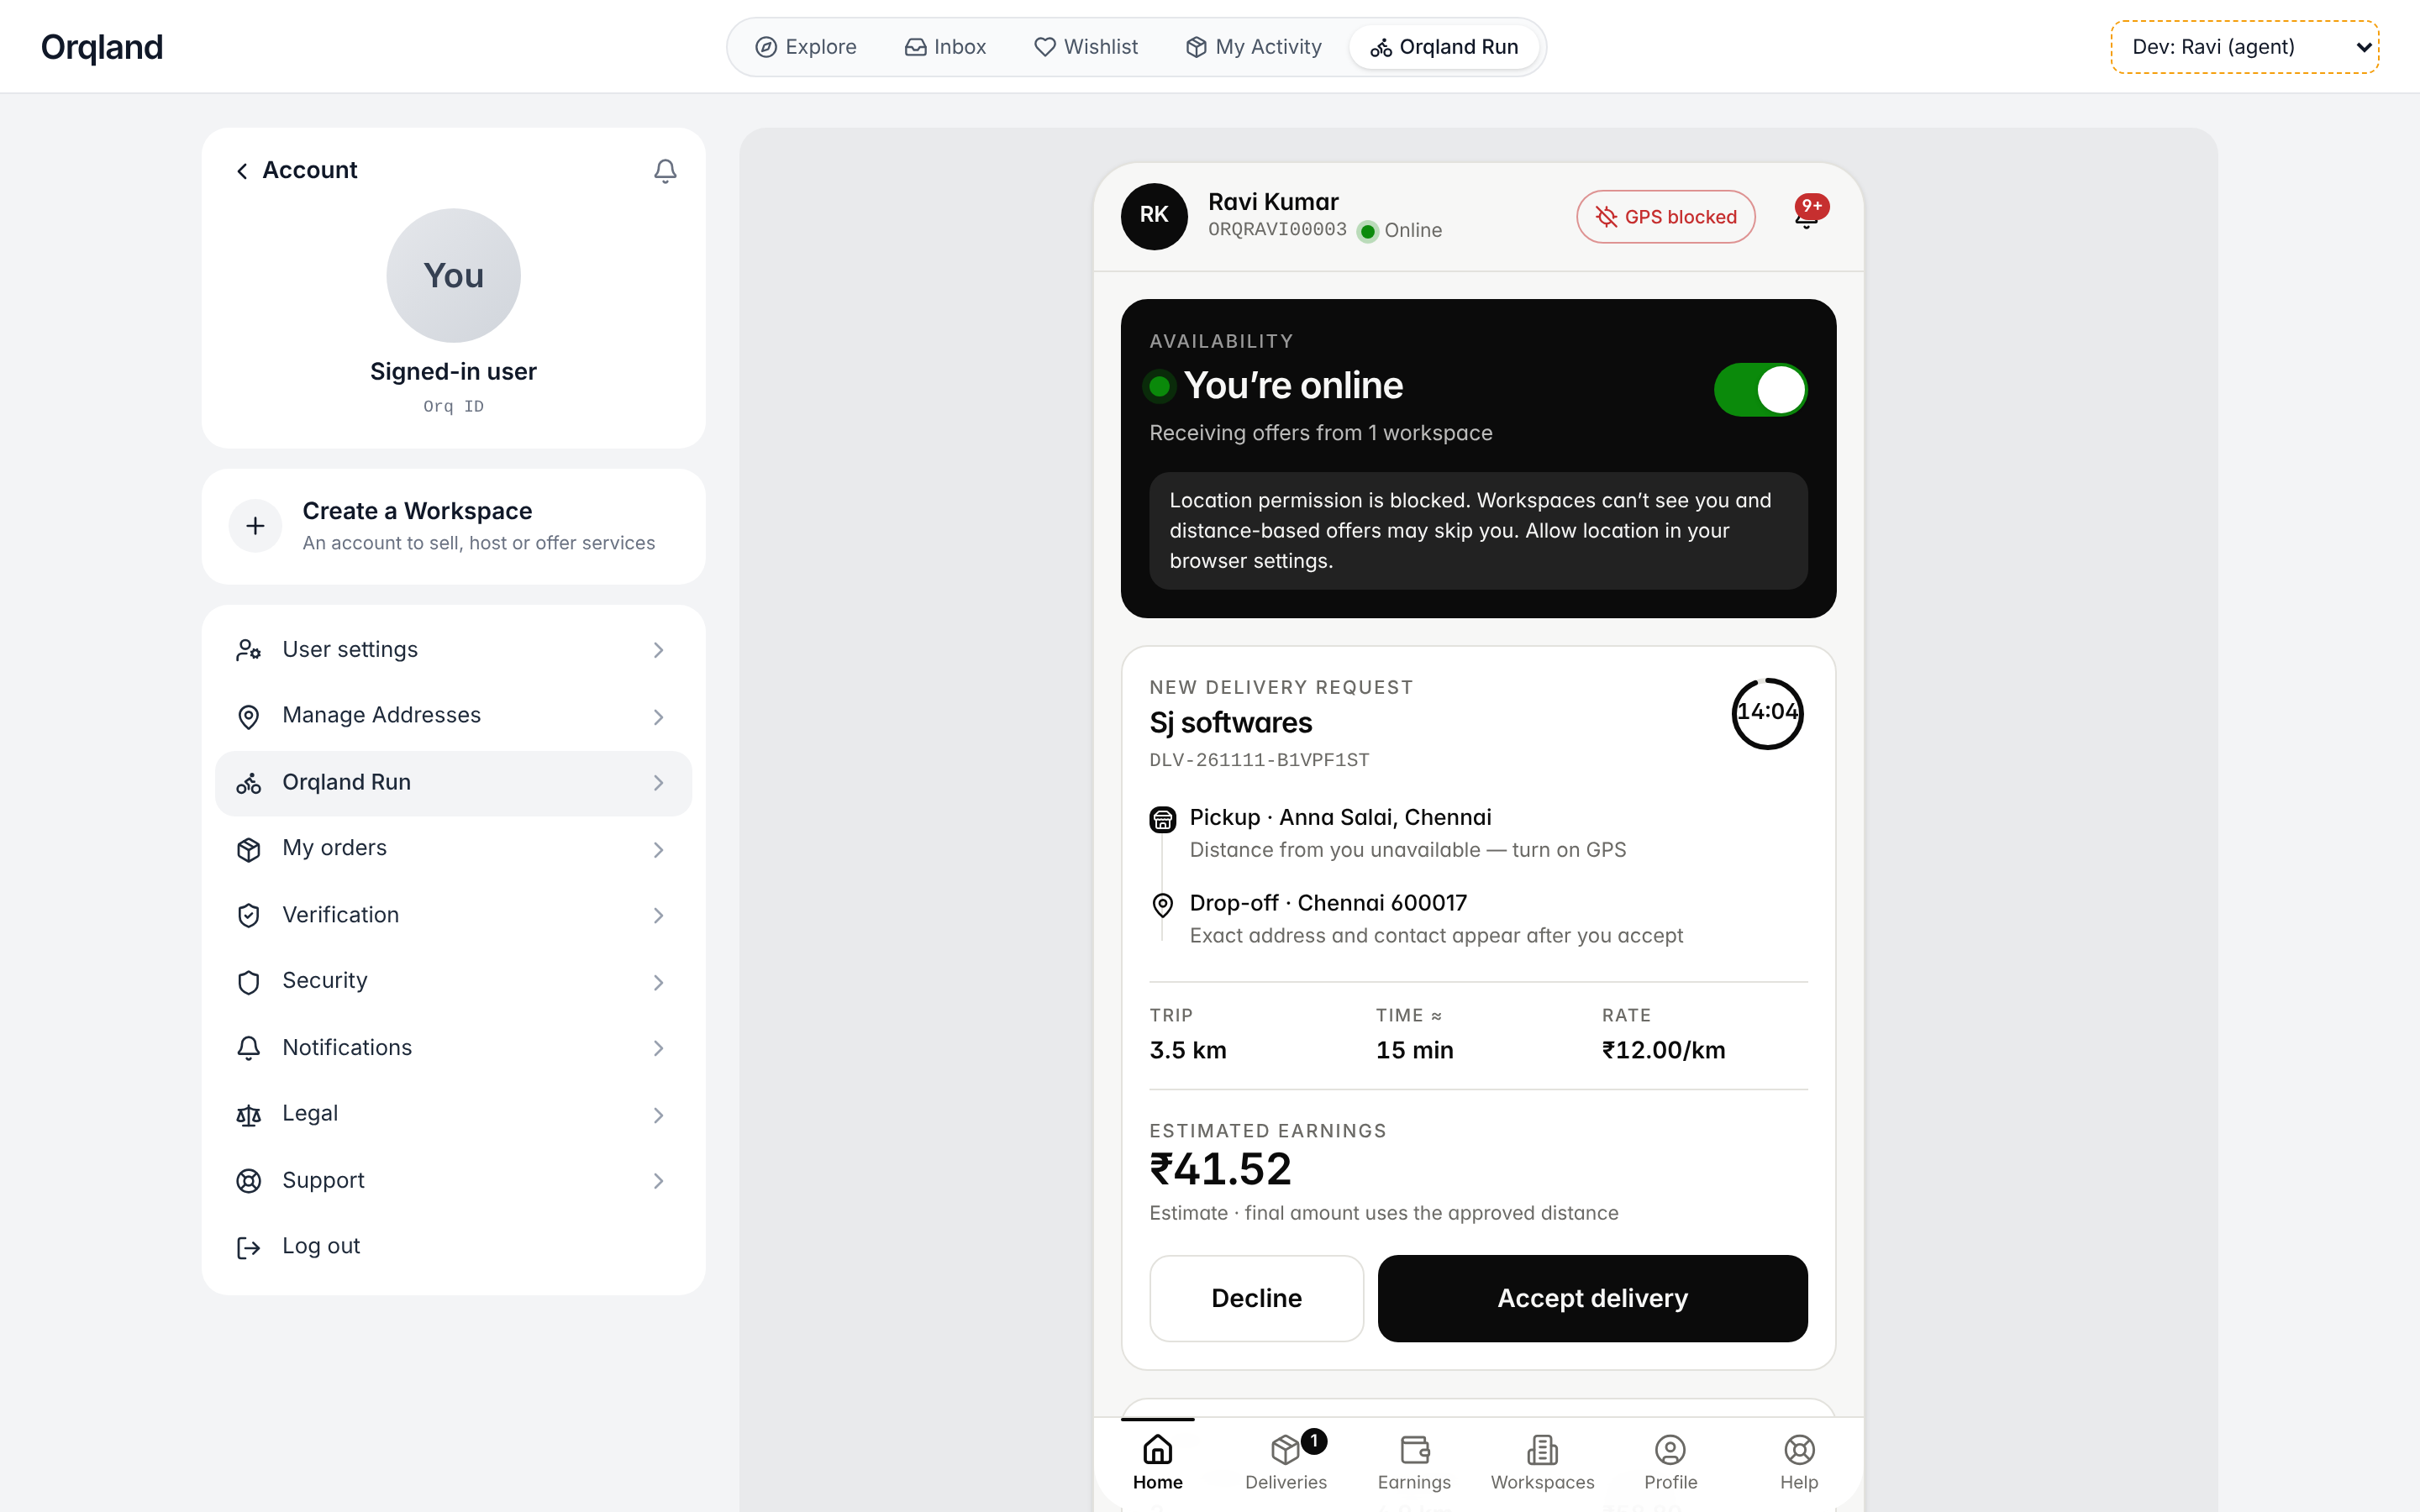 Orqland
Explore
Inbox
Wishlist
My Activity
Orqland Run
Dev: Ravi (agent)
Account
You
Signed-in user
Orq ID
Create a Workspace
An account to sell, host or offer services
User settings
Manage Addresses
Orqland Run
My orders
Verification
Security
Notifications
Legal
Support
Log out
RK
Ravi Kumar
ORQRAVI00003 Online
GPS blocked
9+
AVAILABILITY
You’re online
Receiving offers from 1 workspace
Location permission is blocked. Workspaces can’t see you and
distance-based offers may skip you. Allow location in your
browser settings.
NEW DELIVERY REQUEST
Sj softwares
DLV-261111-B1VPF1ST
14:04
Pickup · Anna Salai, Chennai
Distance from you unavailable — turn on GPS
Drop-off · Chennai 600017
Exact address and contact appear after you accept
TRIP
3.5 km
TIME ≈
15 min
RATE
₹12.00/km
ESTIMATED EARNINGS
₹41.52
Estimate · final amount uses the approved distance
Decline
Accept delivery
Home
Deliveries
1
Earnings
Workspaces
Profile
Help